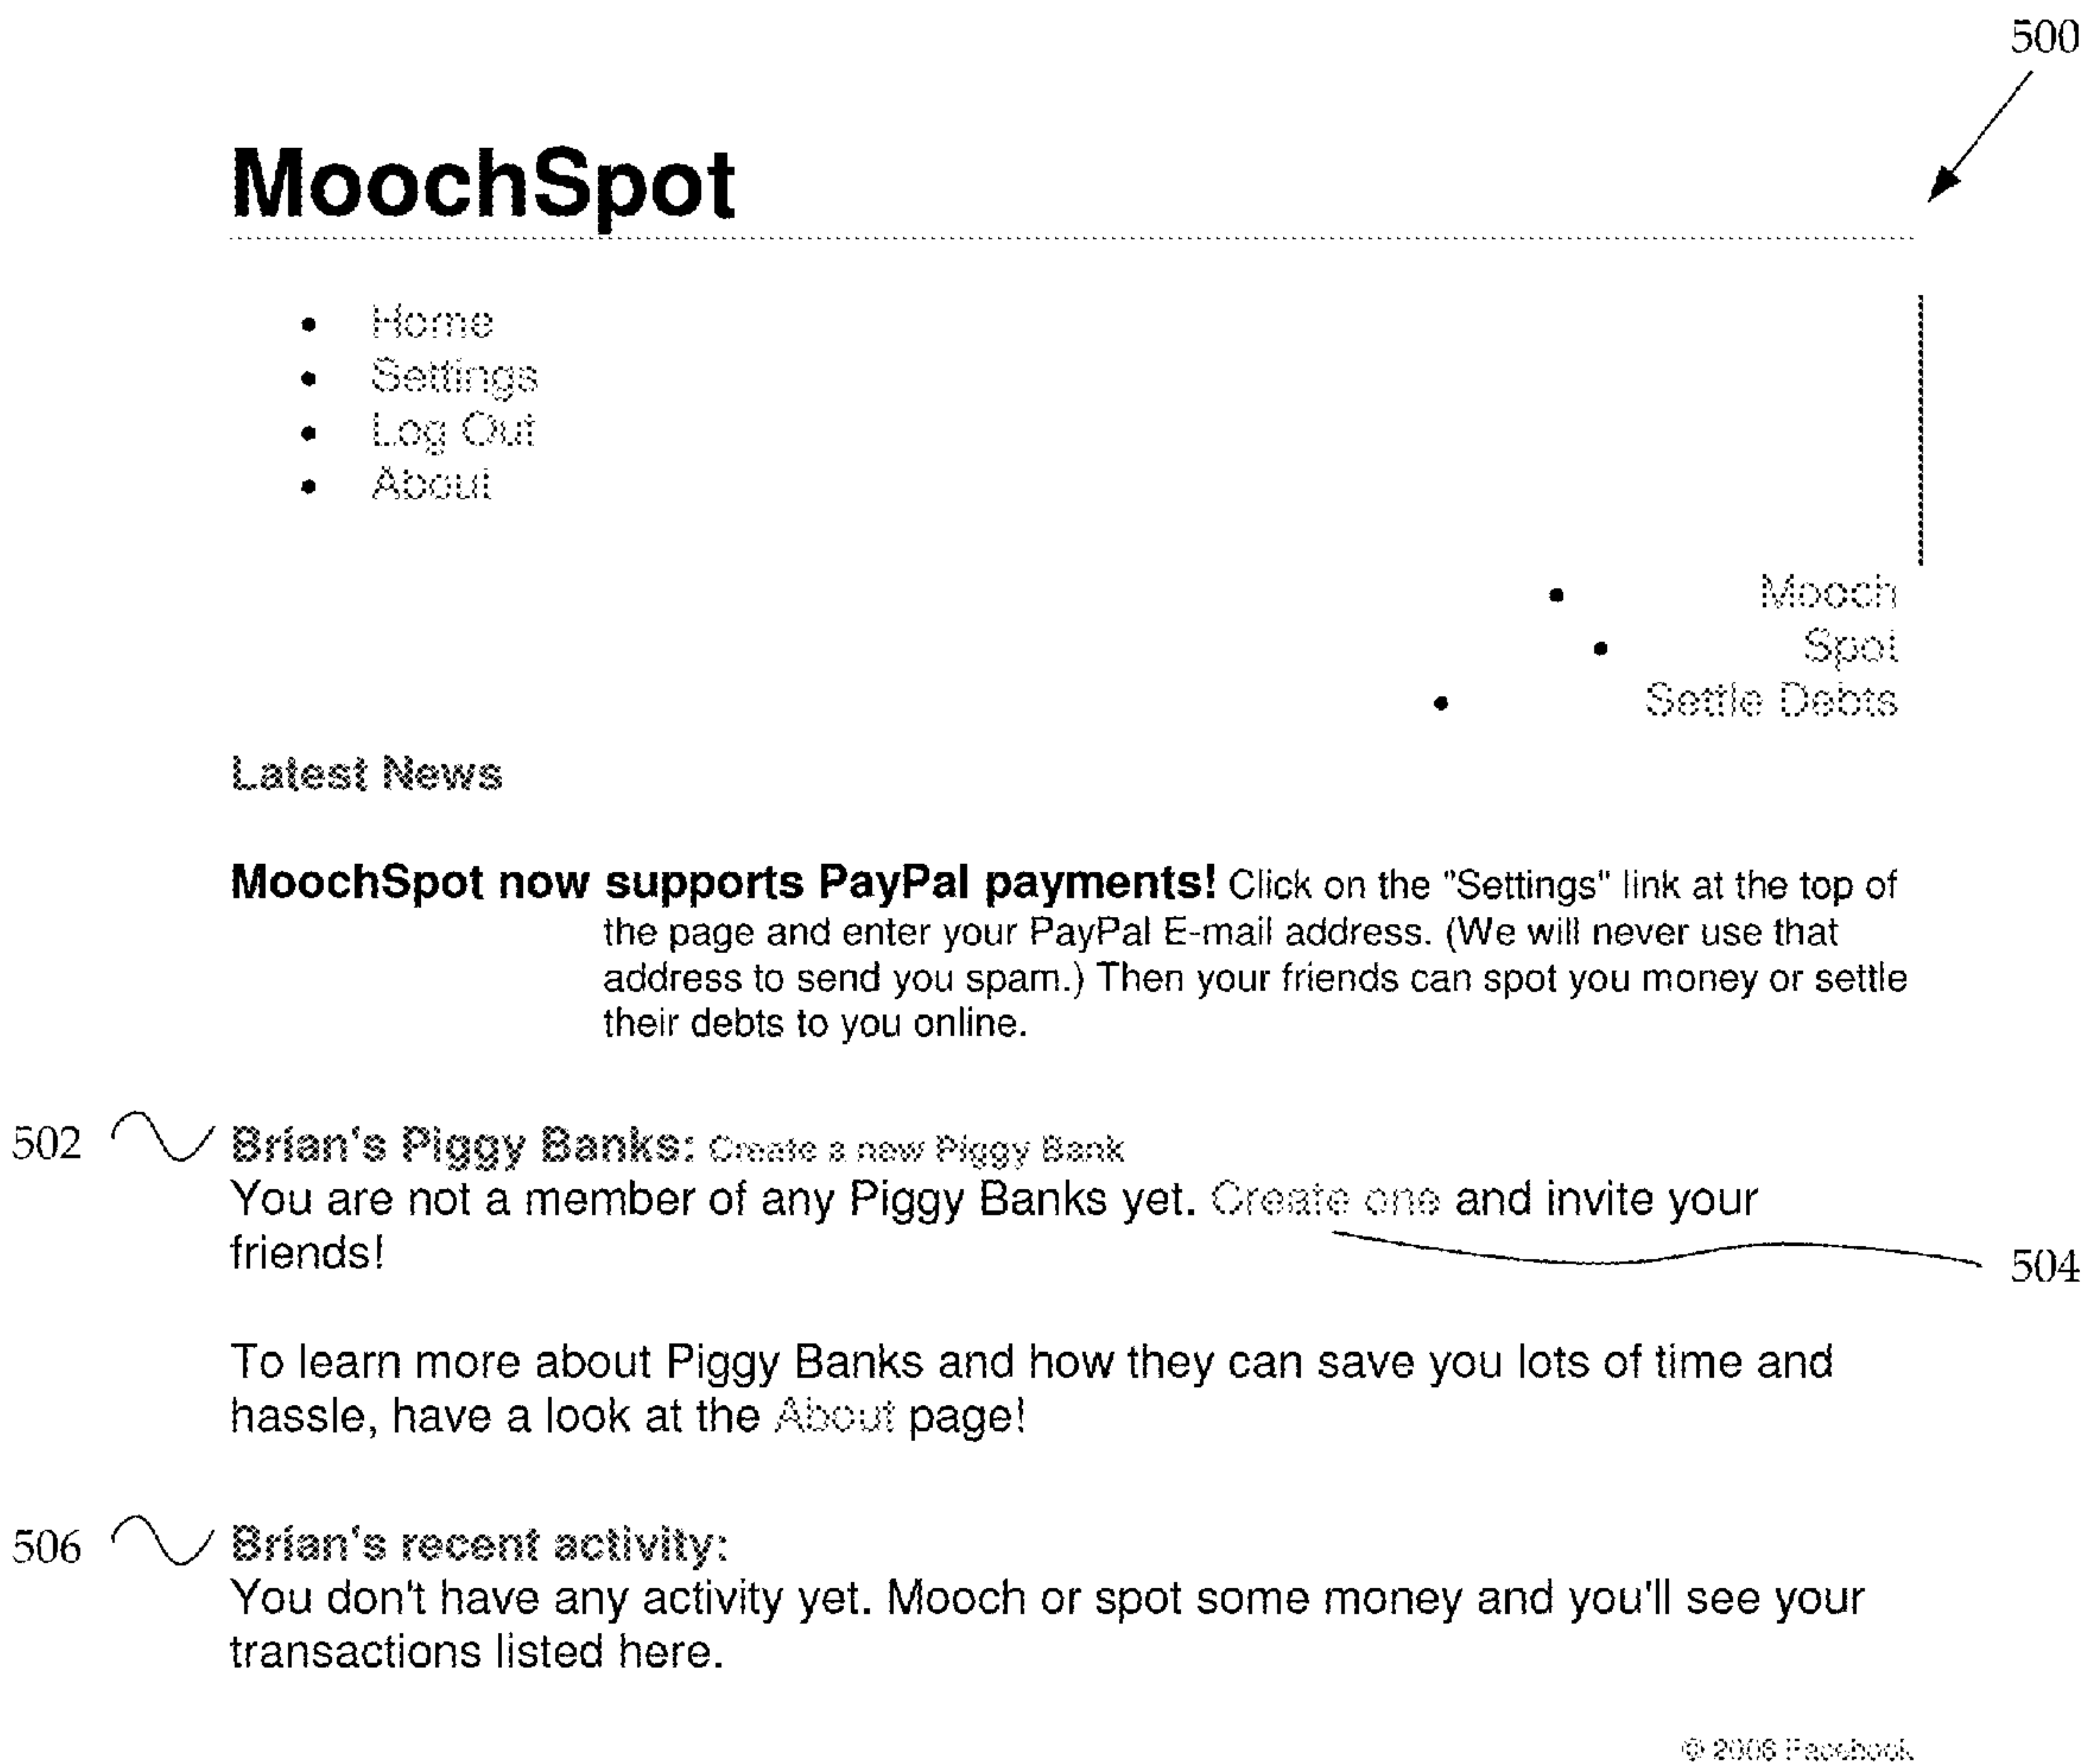 500
MoochSpot
• Home
• Settings
• Log Out
• About
• Mooch
• Spot
• Settle Debts
Latest News
MoochSpot now supports PayPal payments! Click on the "Settings" link at the top of
the page and enter your PayPal E-mail address. (We will never use that
address to send you spam.) Then your friends can spot you money or settle
their debts to you online.
502 Brian's Piggy Banks: Create a new Piggy Bank
You are not a member of any Piggy Banks yet. Create one and invite your
friends!
504
To learn more about Piggy Banks and how they can save you lots of time and
hassle, have a look at the About page!
506 Brian's recent activity:
You don't have any activity yet. Mooch or spot some money and you'll see your
transactions listed here.
© 2006 Facebook